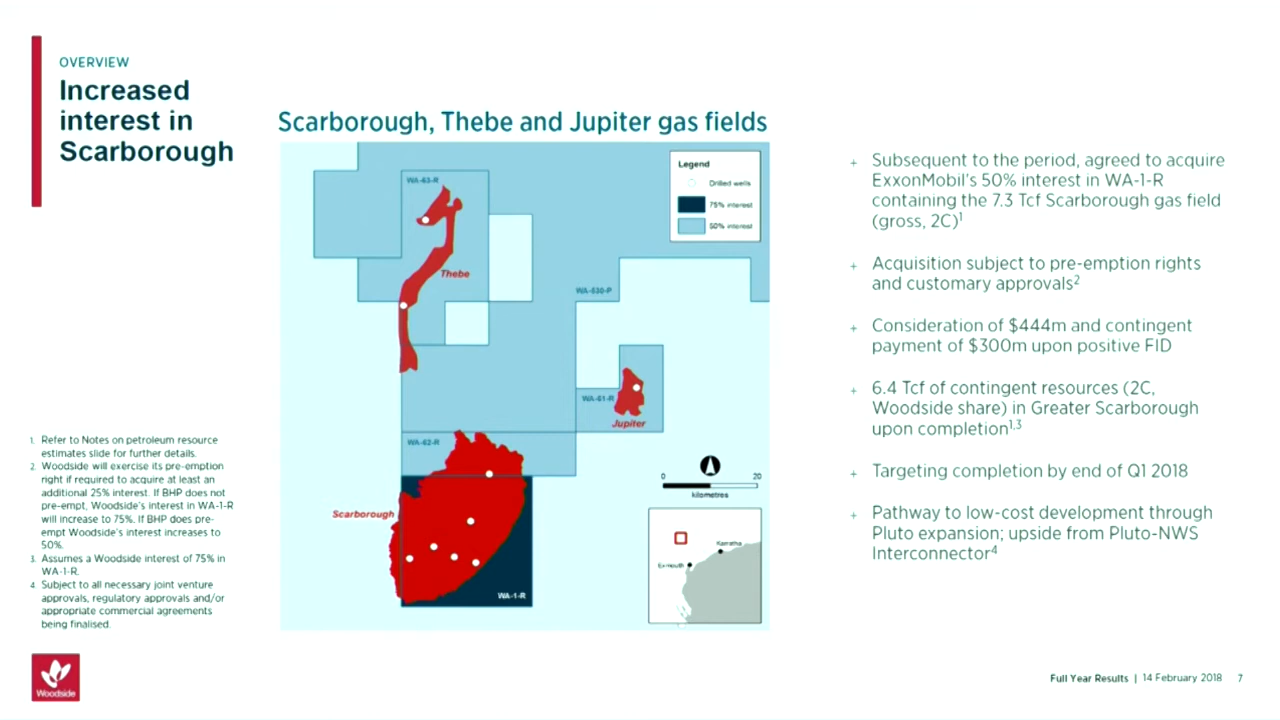 OVERVIEW
Increased
interest in
Scarborough
Scarborough, Thebe and Jupiter gas fields
Legend
Drilled wells
75% interest
50% interest
WA-63-R
Thebe
WA-530-P
WA-61-R
Jupiter
WA-62-R
Scarborough
WA-1-R
0 20
kilometres
Karratha
Exmouth
+ Subsequent to the period, agreed to acquire
ExxonMobil's 50% interest in WA-1-R
containing the 7.3 Tcf Scarborough gas field
(gross, 2C)1
+ Acquisition subject to pre-emption rights
and customary approvals2
+ Consideration of $444m and contingent
payment of $300m upon positive FID
+ 6.4 Tcf of contingent resources (2C,
Woodside share) in Greater Scarborough
upon completion1,3
+ Targeting completion by end of Q1 2018
+ Pathway to low-cost development through
Pluto expansion; upside from Pluto-NWS
Interconnector4
1. Refer to Notes on petroleum resource
estimates slide for further details.
2. Woodside will exercise its pre-emption
right if required to acquire at least an
additional 25% interest. If BHP does not
pre-empt, Woodside's interest in WA-1-R
will increase to 75%. If BHP does pre-
empt Woodside's interest increases to
50%.
3. Assumes a Woodside interest of 75% in
WA-1-R.
4. Subject to all necessary joint venture
approvals, regulatory approvals and/or
appropriate commercial agreements
being finalised.
Woodside
Full Year Results | 14 February 2018 7